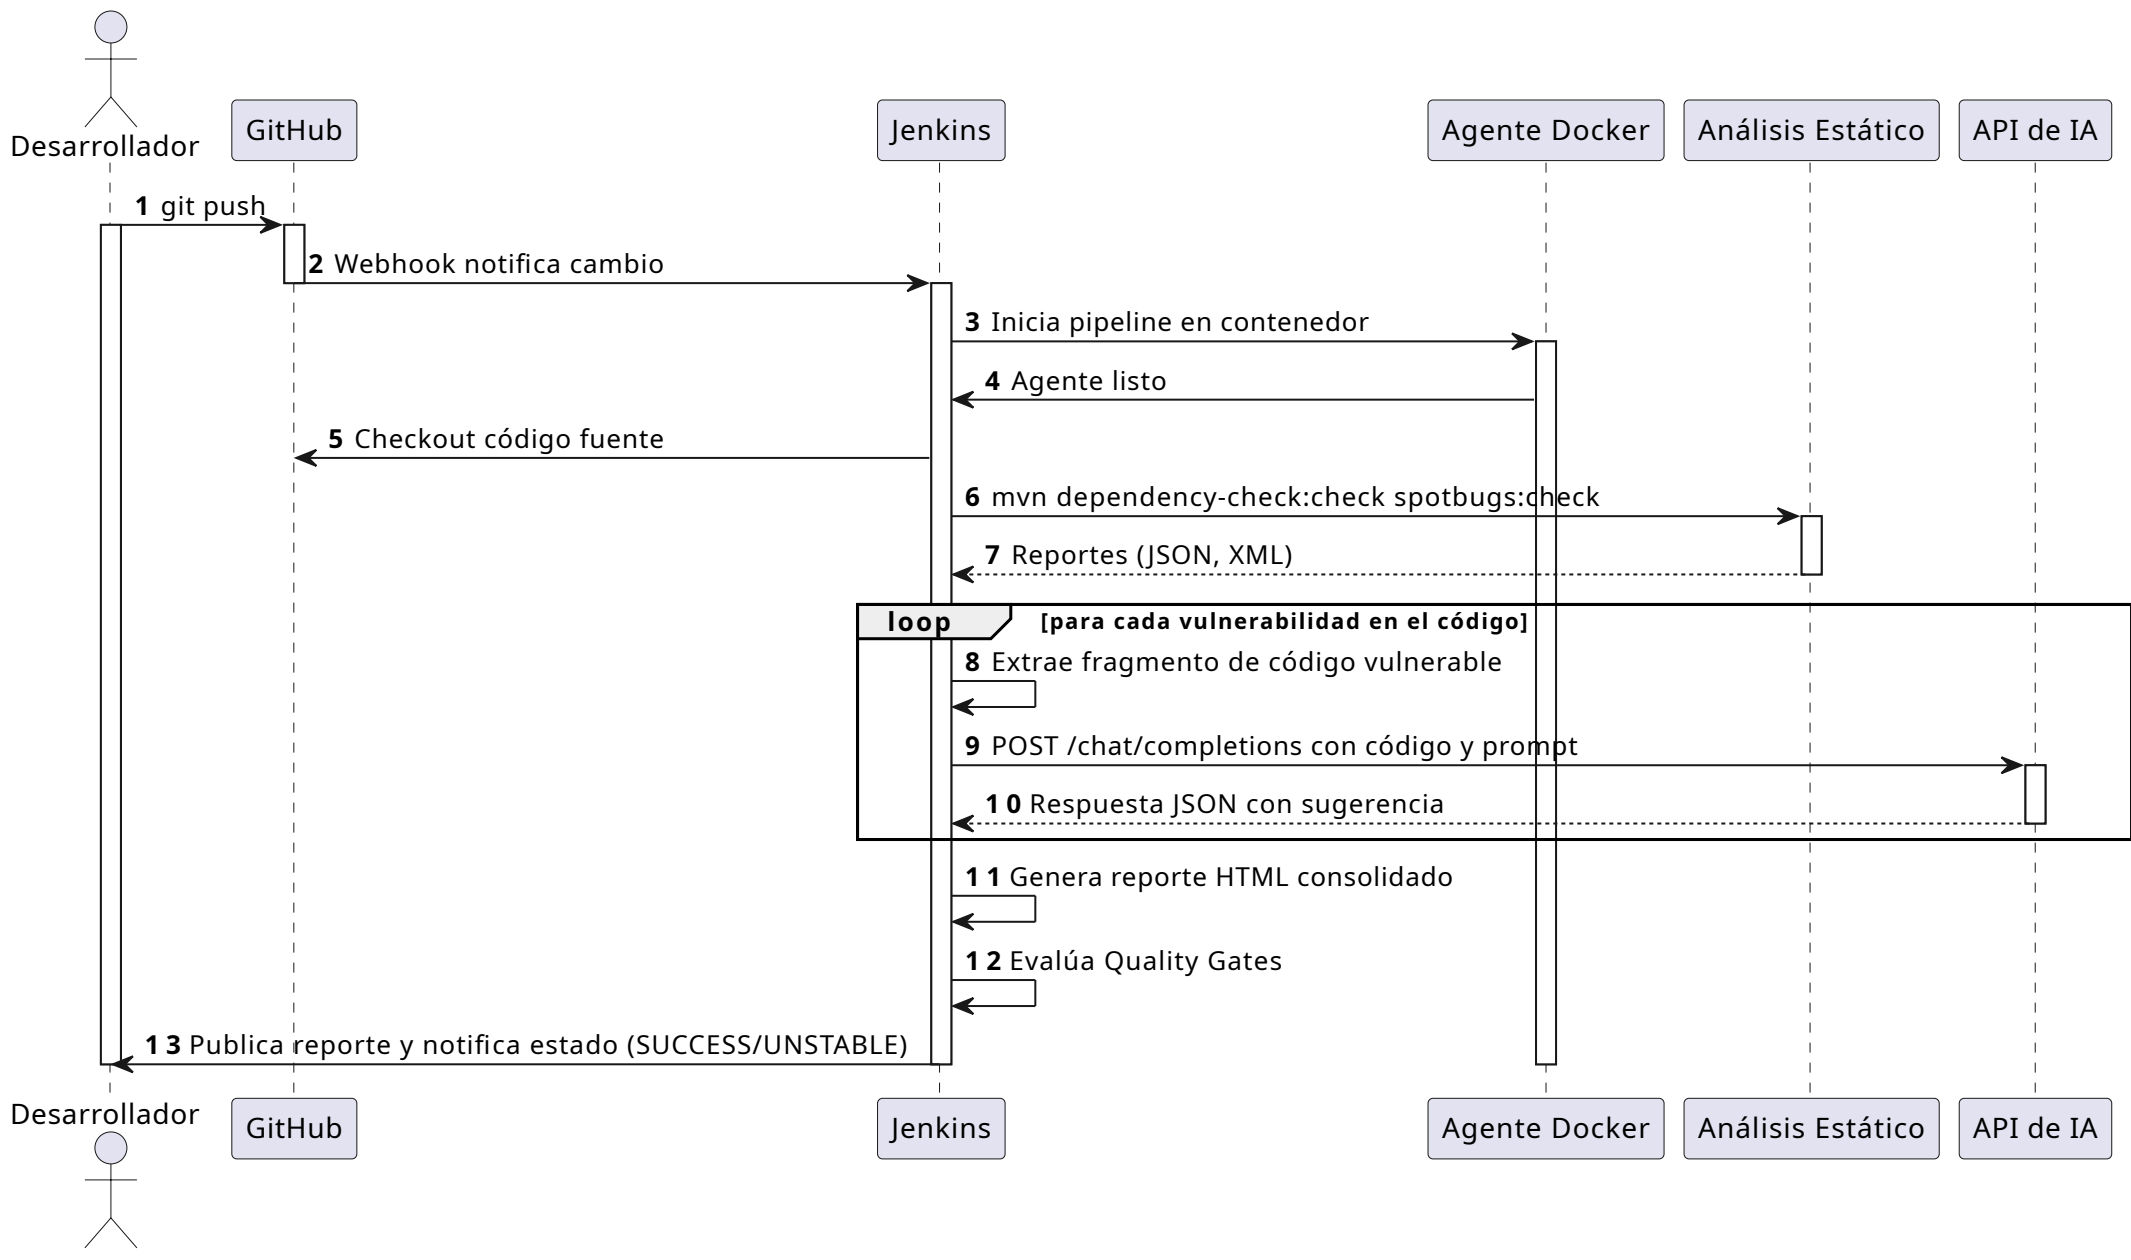 Desarrollador
GitHub
Jenkins
Agente Docker
Análisis Estático
API de IA
1 git push
2 Webhook notifica cambio
3 Inicia pipeline en contenedor
4 Agente listo
5 Checkout código fuente
6 mvn dependency-check:check spotbugs:check
7 Reportes (JSON, XML)
loop [para cada vulnerabilidad en el código]
8 Extrae fragmento de código vulnerable
9 POST /chat/completions con código y prompt
10 Respuesta JSON con sugerencia
11 Genera reporte HTML consolidado
12 Evalúa Quality Gates
13 Publica reporte y notifica estado (SUCCESS/UNSTABLE)
Desarrollador
GitHub
Jenkins
Agente Docker
Análisis Estático
API de IA